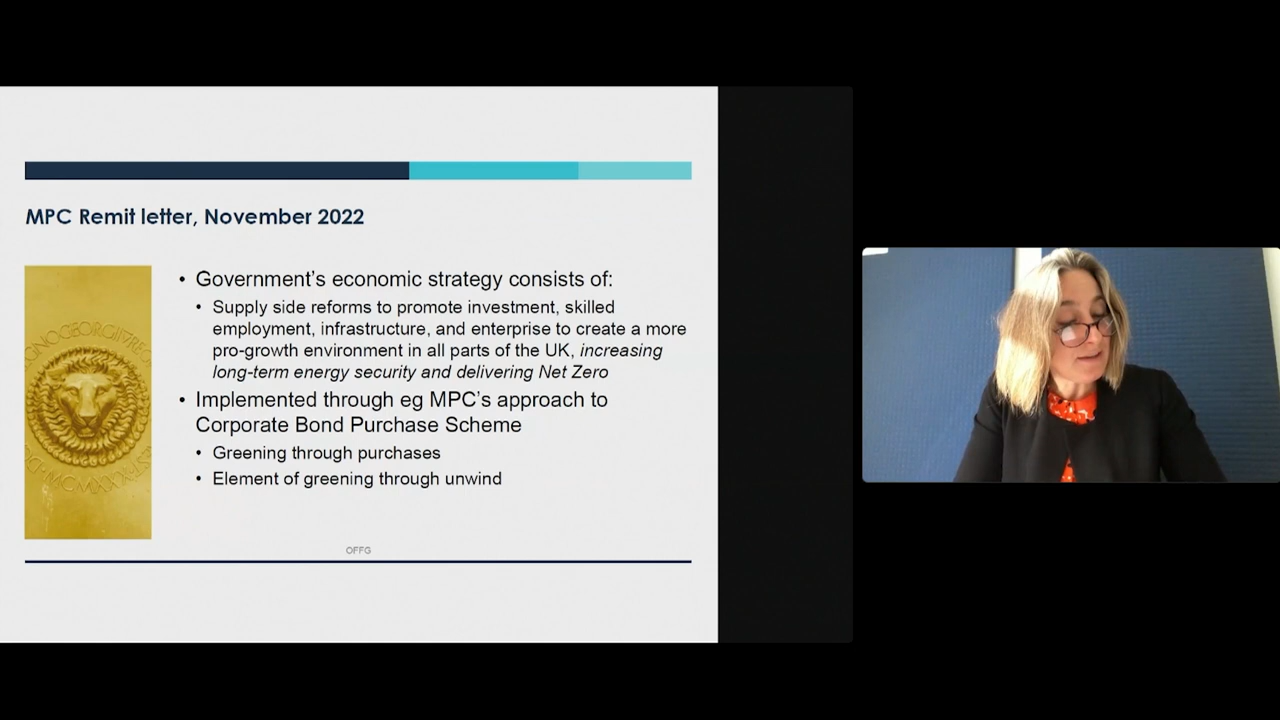 MPC Remit letter, November 2022
• Government's economic strategy consists of:
• Supply side reforms to promote investment, skilled
employment, infrastructure, and enterprise to create a more
pro-growth environment in all parts of the UK, increasing
long-term energy security and delivering Net Zero
• Implemented through eg MPC's approach to
Corporate Bond Purchase Scheme
• Greening through purchases
• Element of greening through unwind
OFFG